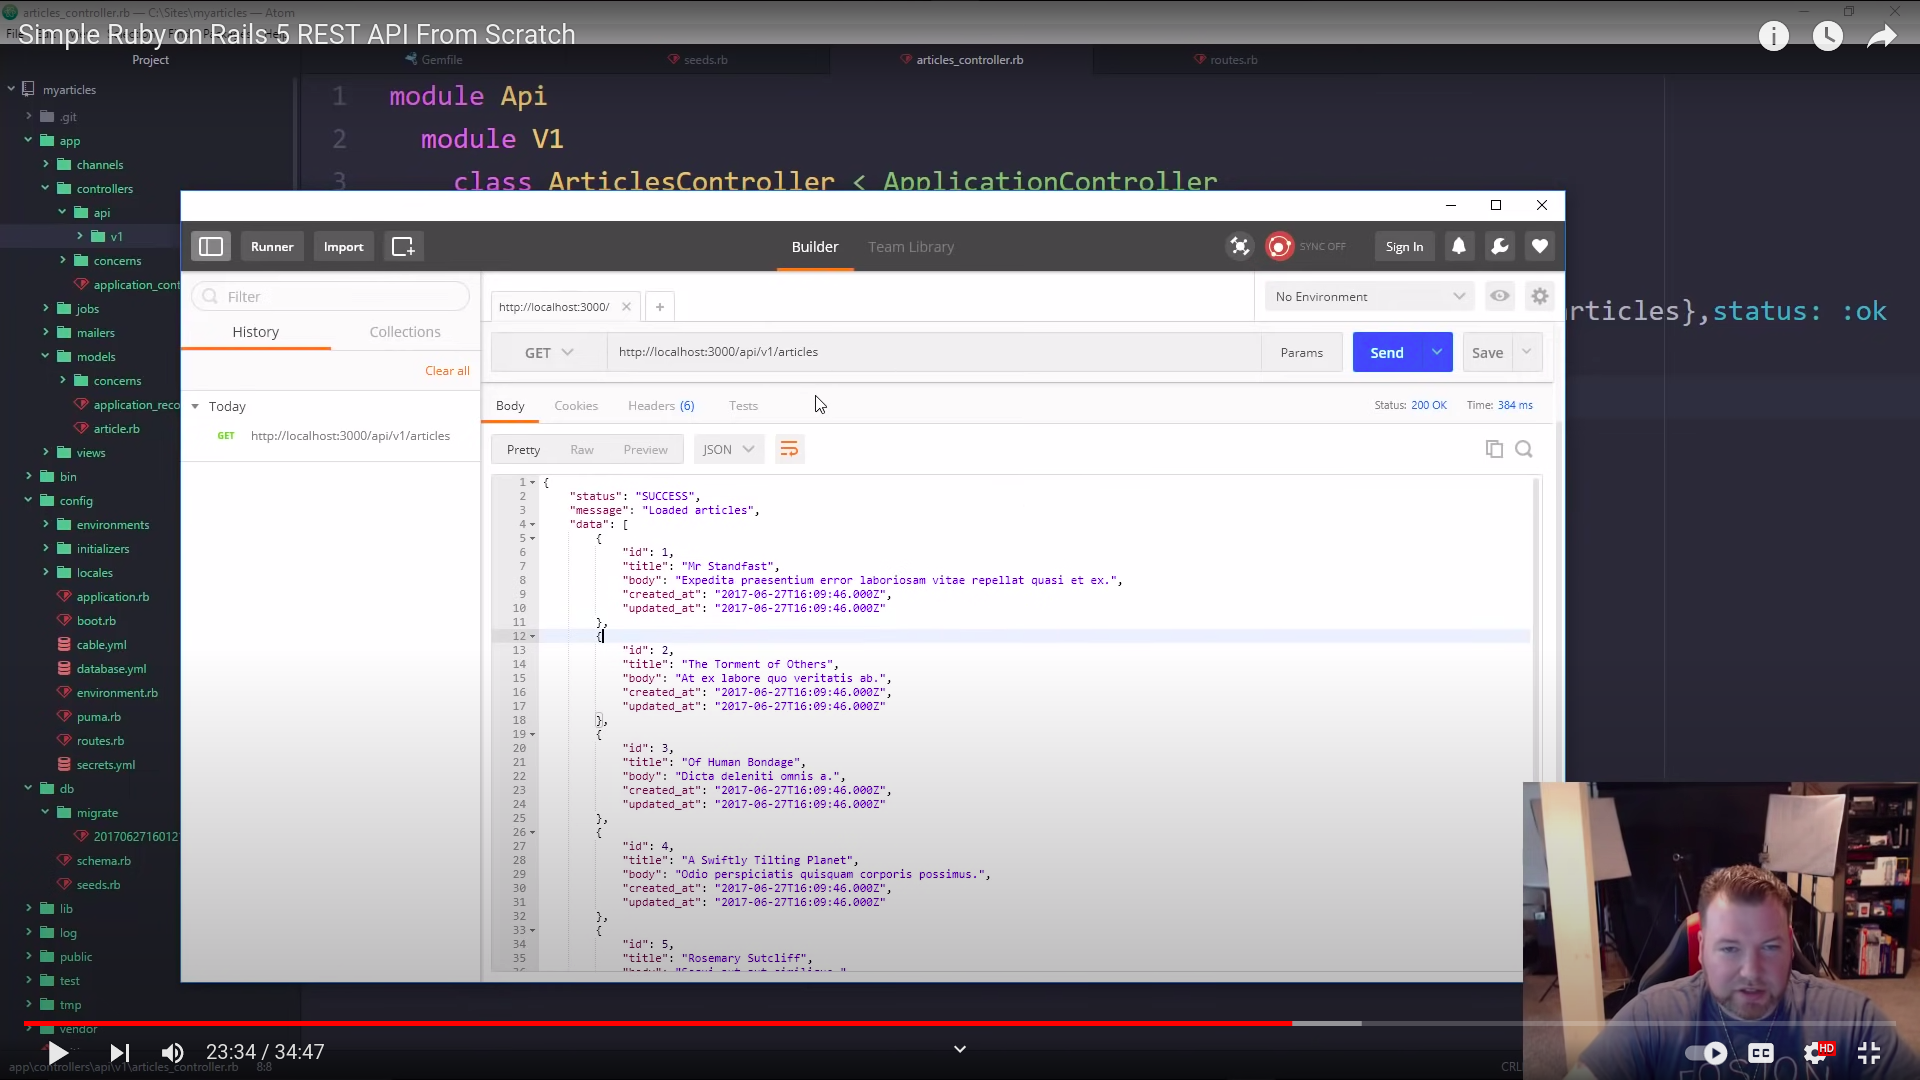 articles_controller.rb — C:\Sites\myarticles — Atom
Simple Ruby on Rails 5 REST API From Scratch
Project
Gemfile
seeds.rb
articles_controller.rb
routes.rb
myarticles
.git
app
channels
controllers
api
v1
concerns
application_cont
jobs
mailers
models
concerns
application_reco
article.rb
views
bin
config
environments
initializers
locales
application.rb
boot.rb
cable.yml
database.yml
environment.rb
puma.rb
routes.rb
secrets.yml
db
migrate
2017062716012
schema.rb
seeds.rb
lib
log
public
test
tmp
vendor
1 module Api
2 module V1
3 class ArticlesController < ApplicationController
rticles},status: :ok
Runner
Import
Builder
Team Library
SYNC OFF
Sign In
Filter
History
Collections
Clear all
Today
GET http://localhost:3000/api/v1/articles
http://localhost:3000/
No Environment
GET
http://localhost:3000/api/v1/articles
Params
Send
Save
Body
Cookies
Headers (6)
Tests
Status: 200 OK
Time: 384 ms
Pretty
Raw
Preview
JSON
1 {
2 "status": "SUCCESS",
3 "message": "Loaded articles",
4 "data": [
5 {
6 "id": 1,
7 "title": "Mr Standfast",
8 "body": "Expedita praesentium error laboriosam vitae repellat quasi et ex.",
9 "created_at": "2017-06-27T16:09:46.000Z",
10 "updated_at": "2017-06-27T16:09:46.000Z"
11 },
12 {
13 "id": 2,
14 "title": "The Torment of Others",
15 "body": "At ex labore quo veritatis ab.",
16 "created_at": "2017-06-27T16:09:46.000Z",
17 "updated_at": "2017-06-27T16:09:46.000Z"
18 },
19 {
20 "id": 3,
21 "title": "Of Human Bondage",
22 "body": "Dicta deleniti omnis a.",
23 "created_at": "2017-06-27T16:09:46.000Z",
24 "updated_at": "2017-06-27T16:09:46.000Z"
25 },
26 {
27 "id": 4,
28 "title": "A Swiftly Tilting Planet",
29 "body": "Odio perspiciatis quisquam corporis possimus.",
30 "created_at": "2017-06-27T16:09:46.000Z",
31 "updated_at": "2017-06-27T16:09:46.000Z"
32 },
33 {
34 "id": 5,
35 "title": "Rosemary Sutcliff",
23:34 / 34:47
CC
HD
app\controllers\api\v1\articles_controller.rb 8:8
CRL